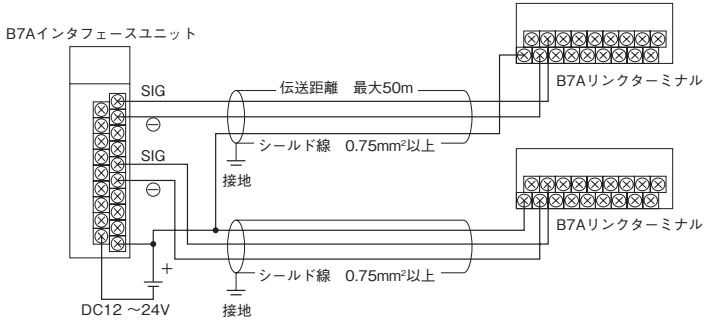 B7Aインタフェースユニット
SIG
⊖
SIG
⊖
+
DC12 ～24V
伝送距離 最大50m
シールド線 0.75mm²以上
接地
シールド線 0.75mm²以上
接地
B7Aリンクターミナル
B7Aリンクターミナル